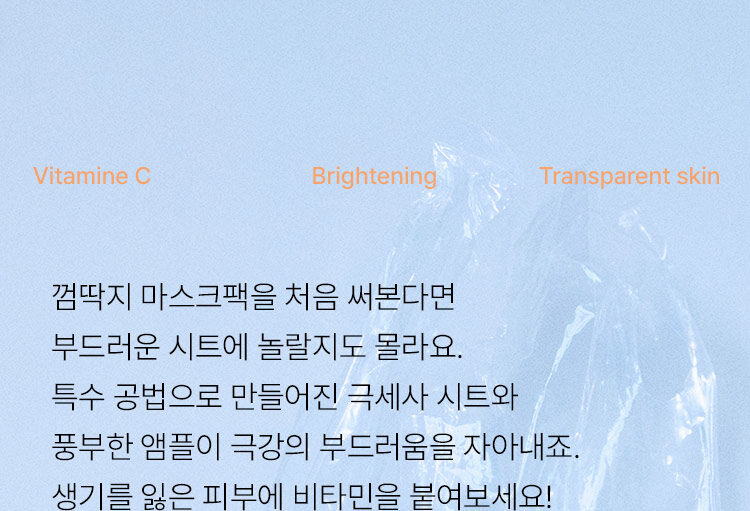 Vitamine C Brightening Transparent skin
껌딱지 마스크팩을 처음 써본다면
부드러운 시트에 놀랄지도 몰라요.
특수 공법으로 만들어진 극세사 시트와
풍부한 앰플이 극강의 부드러움을 자아내죠.
생기를 잃은 피부에 비타민을 붙여보세요!